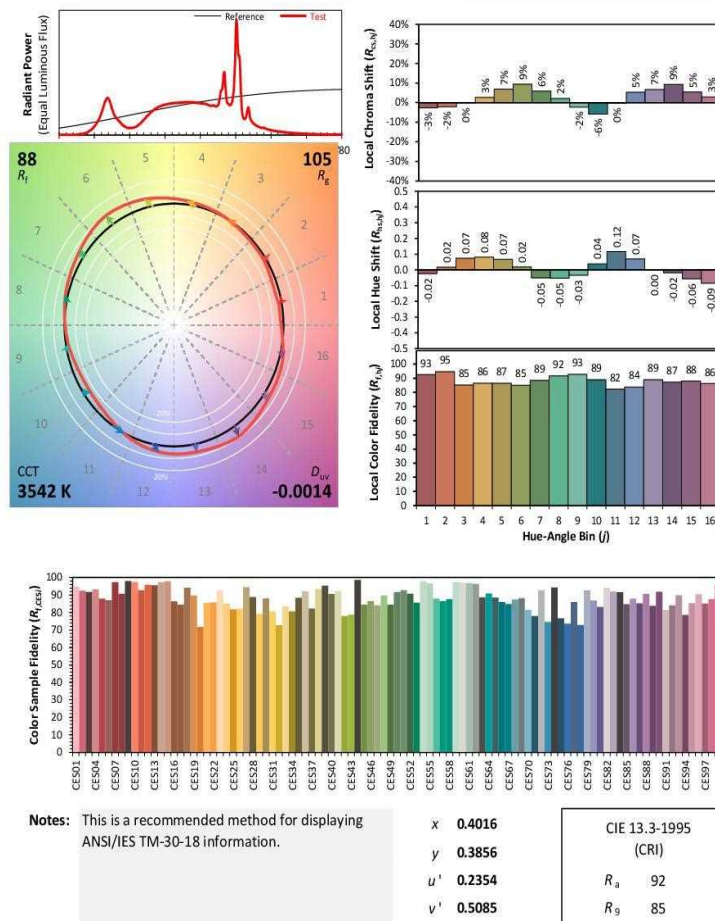 Reference
Test
Radiant Power
(Equal Luminous Flux)
80
88
Rf
105
Rg
1
2
3
4
5
6
7
8
9
10
11
12
13
14
15
16
20%
20%
CCT
3542 K
Duv
-0.0014
Local Chroma Shift (Rcs,hj)
40%
30%
20%
10%
0%
-10%
-20%
-30%
-40%
-3%
-2%
0%
3%
7%
9%
6%
2%
-2%
-6%
0%
5%
7%
9%
5%
3%
Local Hue Shift (Rhs,hj)
0.5
0.4
0.3
0.2
0.1
0.0
-0.1
-0.2
-0.3
-0.4
-0.5
-0.02
0.02
0.07
0.08
0.07
0.02
-0.05
-0.05
-0.03
0.04
0.12
0.07
0.00
-0.02
-0.06
-0.09
Local Color Fidelity (Rf,hj)
100
90
80
70
60
50
40
30
20
10
0
93
95
85
86
87
85
89
92
93
89
82
84
89
87
88
86
1 2 3 4 5 6 7 8 9 10 11 12 13 14 15 16
Hue-Angle Bin (j)
Color Sample Fidelity (Rf,CESi)
100
90
80
70
60
50
40
30
20
10
0
CES01
CES04
CES07
CES10
CES13
CES16
CES19
CES22
CES25
CES28
CES31
CES34
CES37
CES40
CES43
CES46
CES49
CES52
CES55
CES58
CES61
CES64
CES67
CES70
CES73
CES76
CES79
CES82
CES85
CES88
CES91
CES94
CES97
Notes: This is a recommended method for displaying
ANSI/IES TM-30-18 information.
x 0.4016
y 0.3856
u' 0.2354
v' 0.5085
CIE 13.3-1995
(CRI)
Ra 92
R9 85